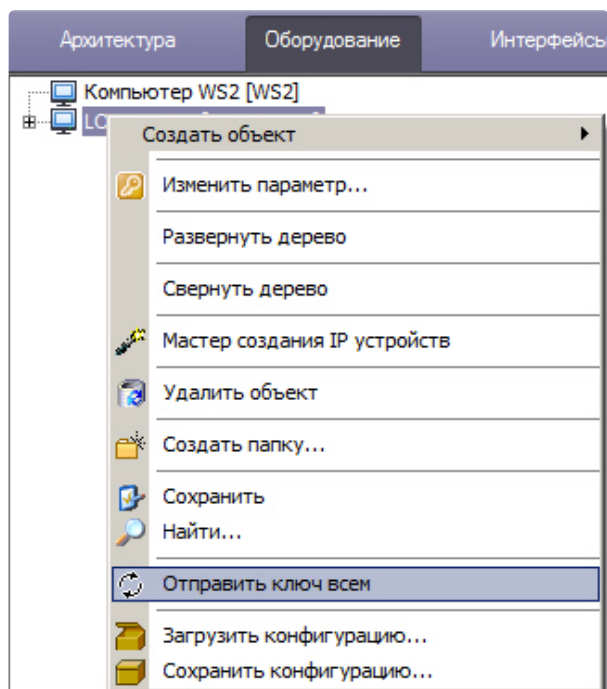 Архитектура
Оборудование
Интерфейсы
Компьютер WS2 [WS2]
Создать объект
Изменить параметр...
Развернуть дерево
Свернуть дерево
Мастер создания IP устройств
Удалить объект
Создать папку...
Сохранить
Найти...
Отправить ключ всем
Загрузить конфигурацию...
Сохранить конфигурацию...